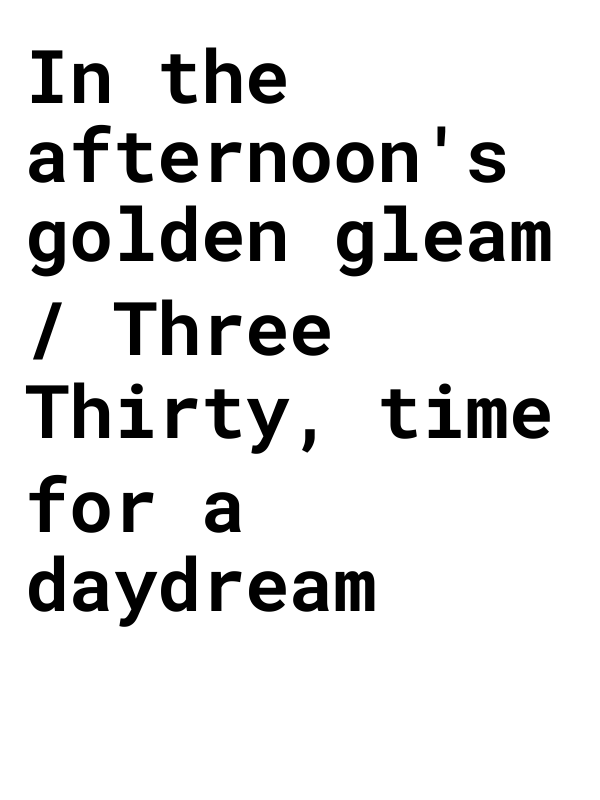 In the
afternoon's
golden gleam
/ Three
Thirty, time
for a
daydream